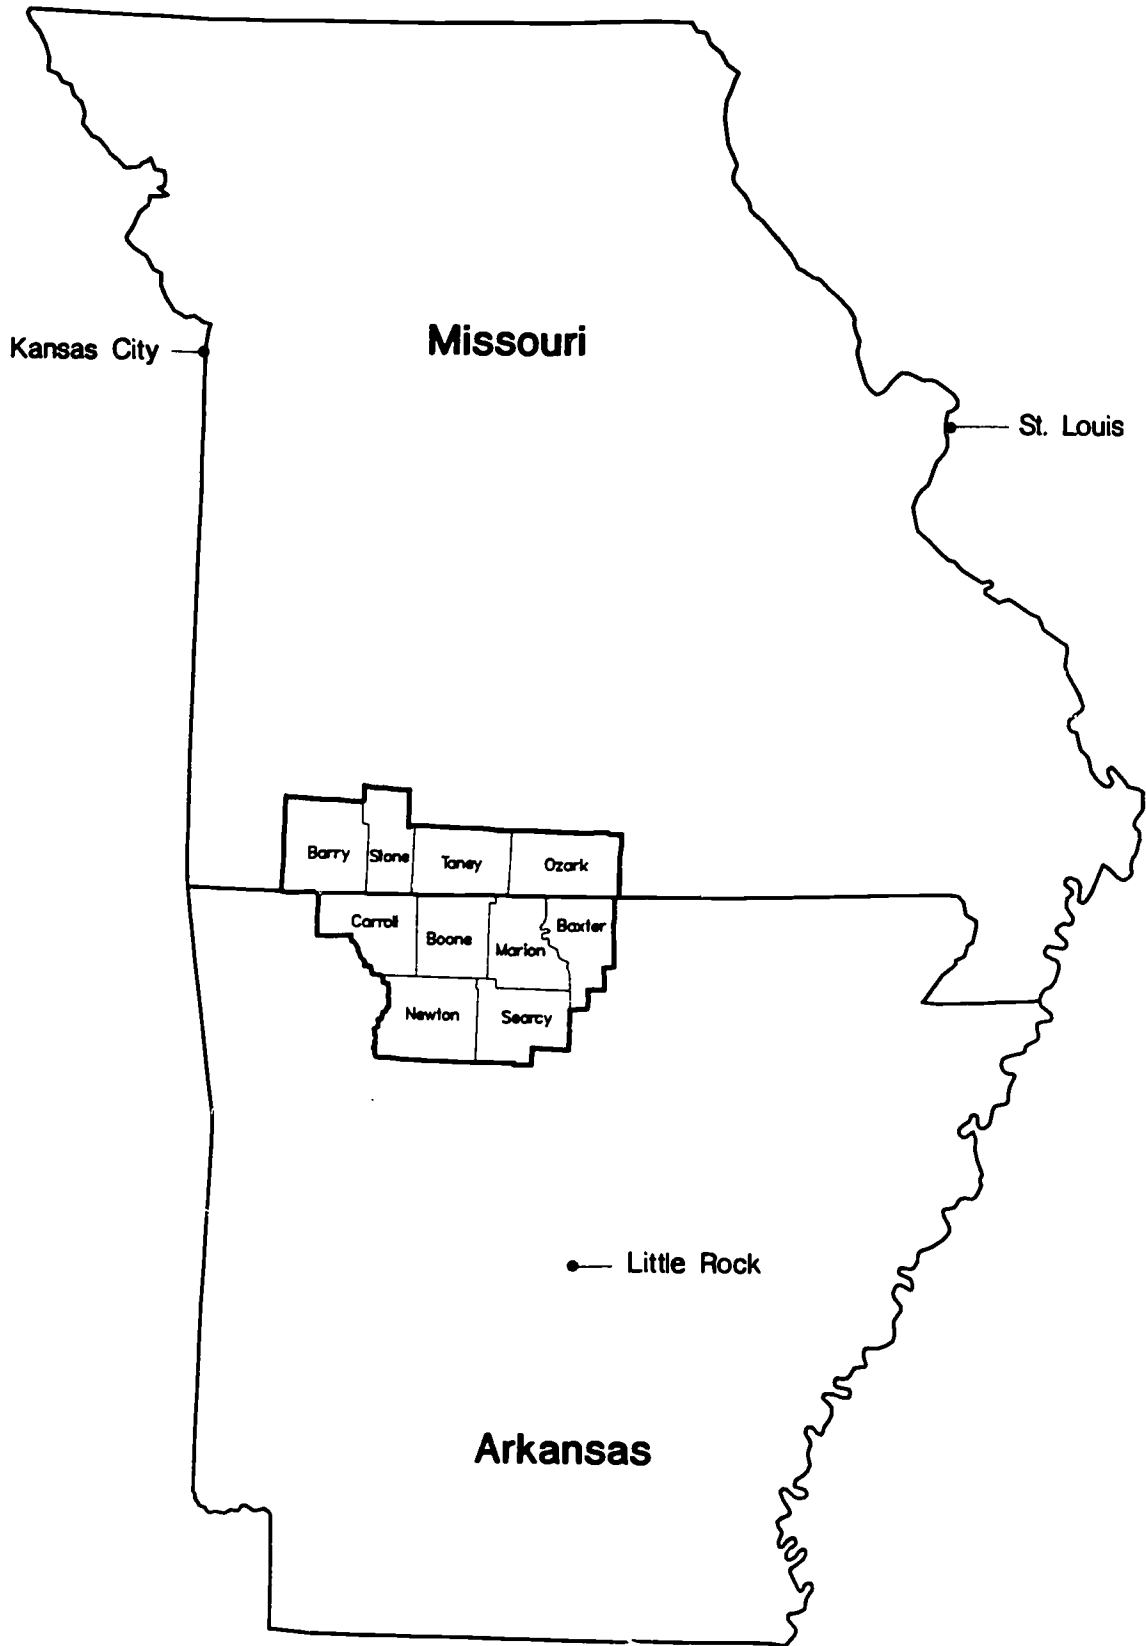 Missouri
Kansas City
St. Louis
Barry
Stone
Taney
Ozark
Carroll
Boone
Marion
Baxter
Newton
Searcy
Little Rock
Arkansas